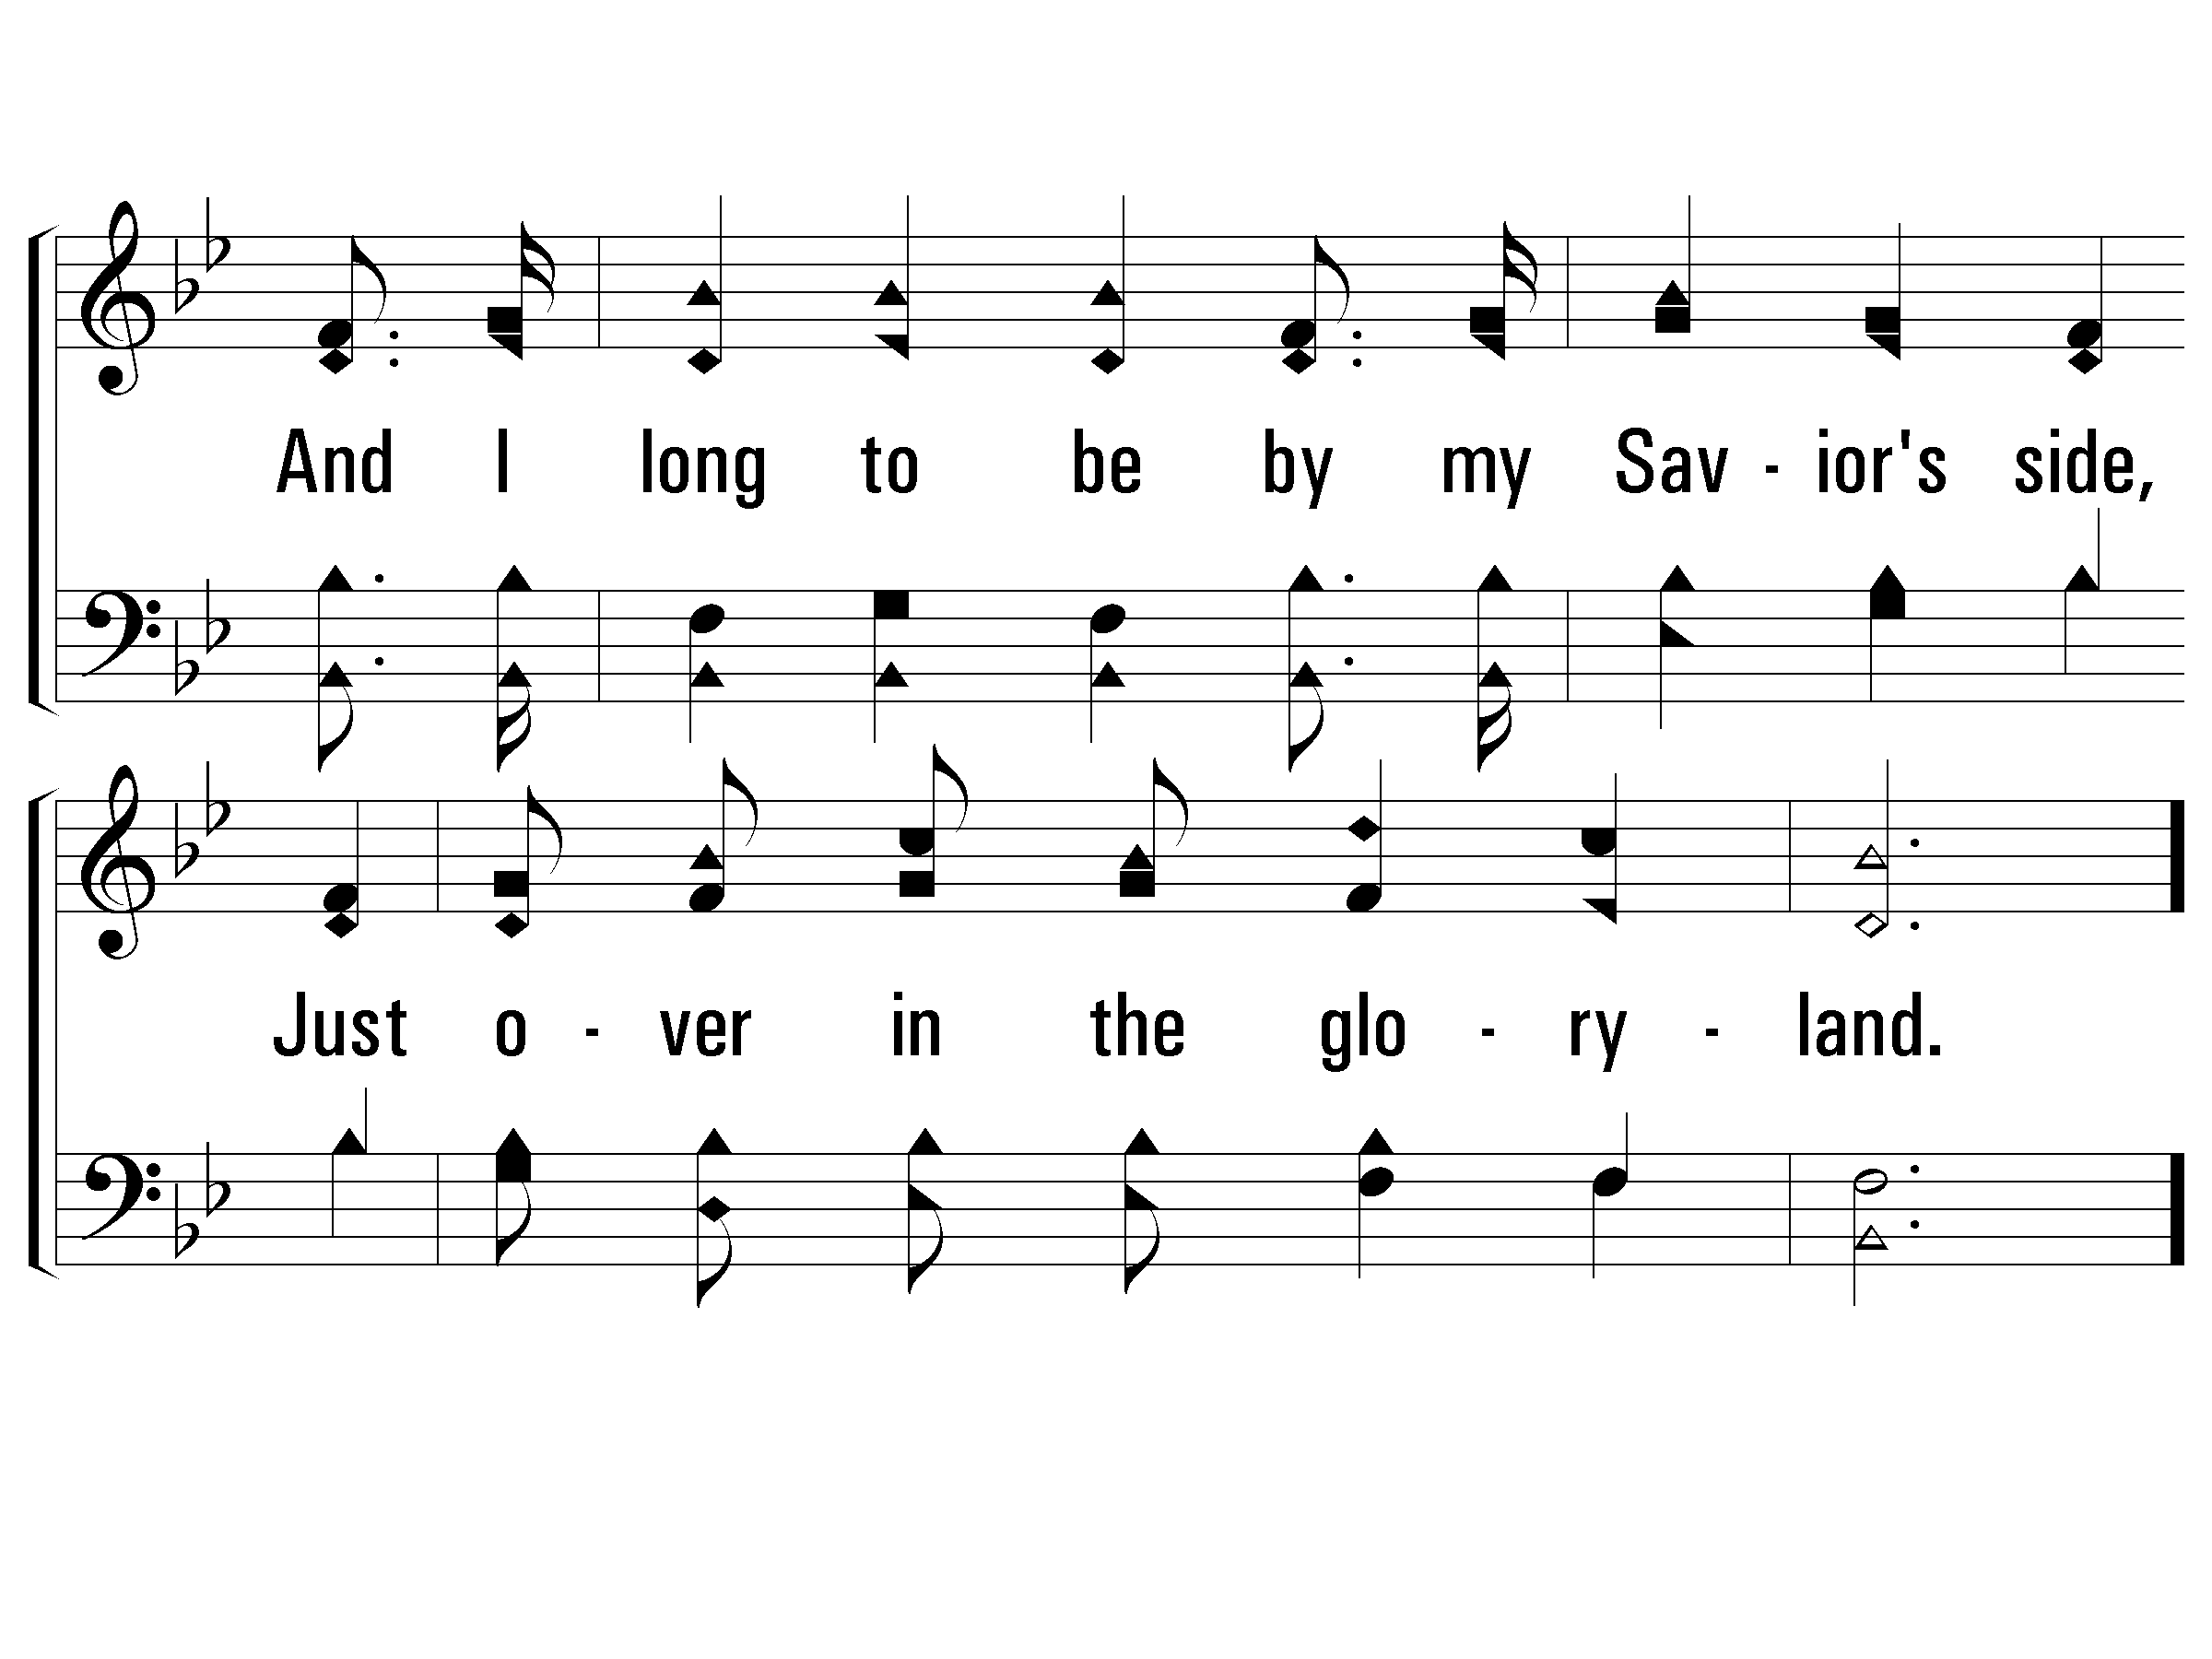 And I long to be by my Sav - ior's side,
Just o - ver in the glo - ry - land.